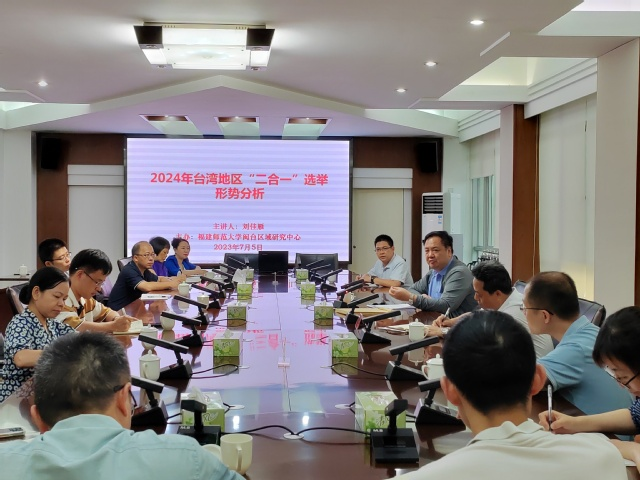 2024年台湾地区“二合一”选举
形势分析
主讲人：刘佳雁
主办：福建师范大学闽台区域研究中心
2023年7月5日